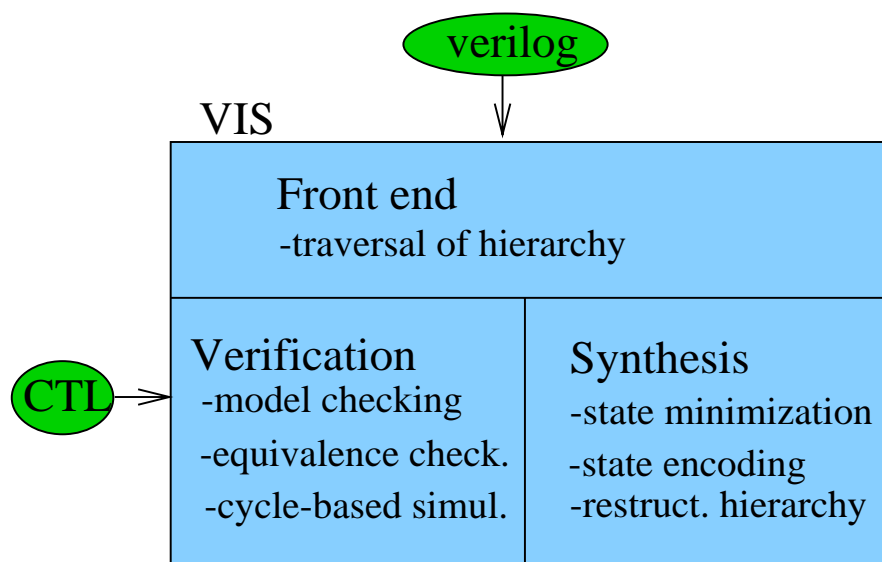 verilog
VIS
Front end
-traversal of hierarchy
CTL
Verification
-model checking
-equivalence check.
-cycle-based simul.
Synthesis
-state minimization
-state encoding
-restruct. hierarchy